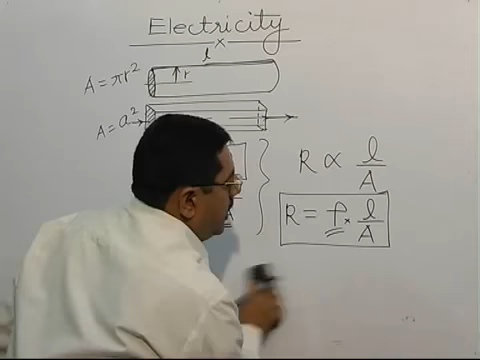 Electricity
x
l
A = πr² r
A = a²
R ∝ l/A
R = ρ × l/A